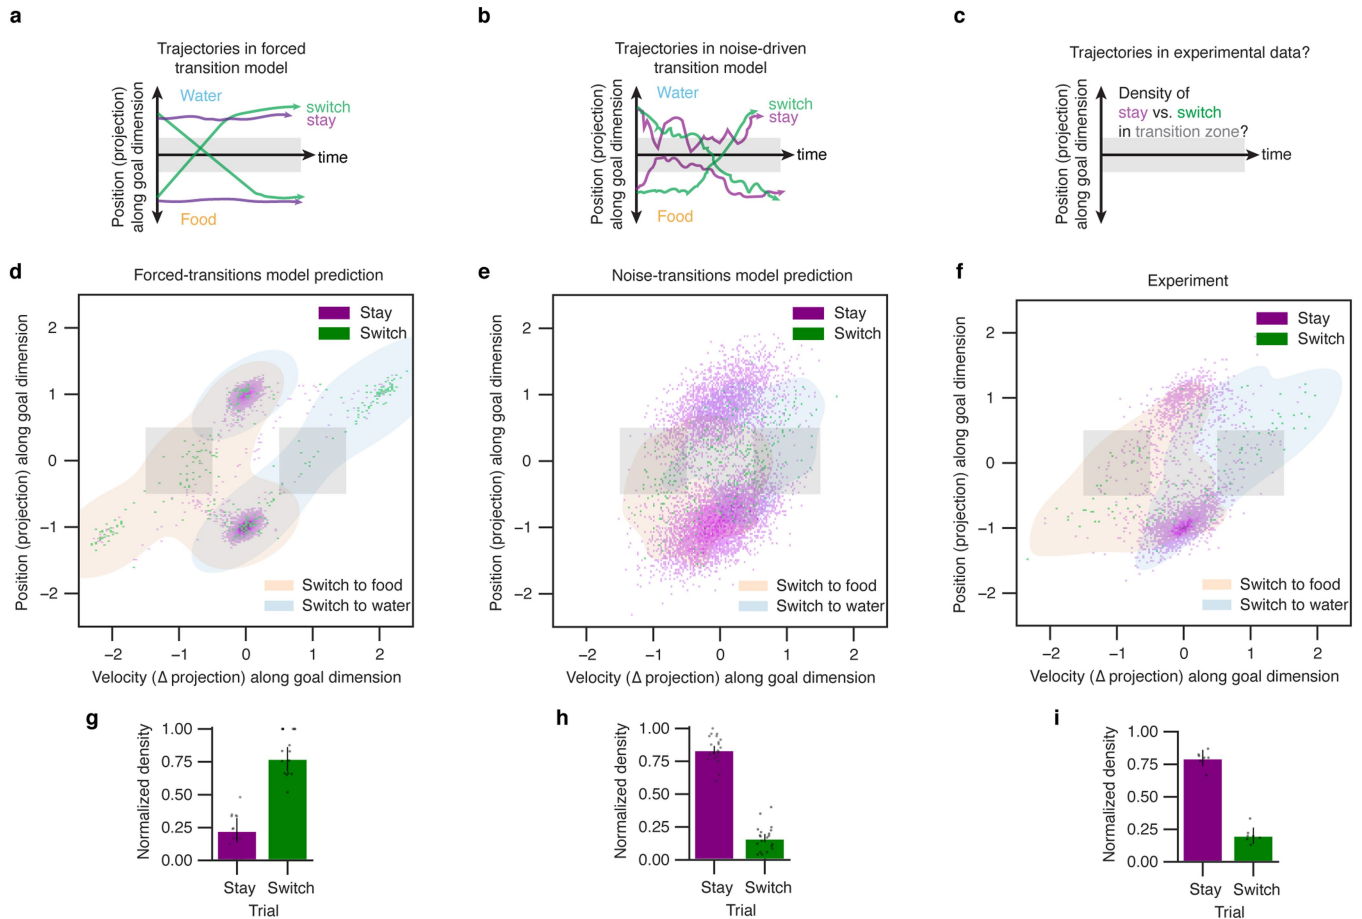 a
Trajectories in forced
transition model
Position (projection)
along goal dimension
Water
switch
stay
time
Food
b
Trajectories in noise-driven
transition model
Position (projection)
along goal dimension
Water
switch
stay
time
Food
c
Trajectories in experimental data?
Position (projection)
along goal dimension
Density of
stay vs. switch
in transition zone?
time
d
Forced-transitions model prediction
Position (projection) along goal dimension
2
1
0
−1
−2
Stay
Switch
Switch to food
Switch to water
−2 −1 0 1 2
Velocity (Δ projection) along goal dimension
e
Noise-transitions model prediction
Position (projection) along goal dimension
2
1
0
−1
−2
Stay
Switch
Switch to food
Switch to water
−2 −1 0 1 2
Velocity (Δ projection) along goal dimension
f
Experiment
Position (projection) along goal dimension
2
1
0
−1
−2
Stay
Switch
Switch to food
Switch to water
−2 −1 0 1 2
Velocity (Δ projection) along goal dimension
g
Normalized density
1.00
0.75
0.50
0.25
0.00
Stay Switch
Trial
h
Normalized density
1.00
0.75
0.50
0.25
0.00
Stay Switch
Trial
i
Normalized density
1.00
0.75
0.50
0.25
0.00
Stay Switch
Trial